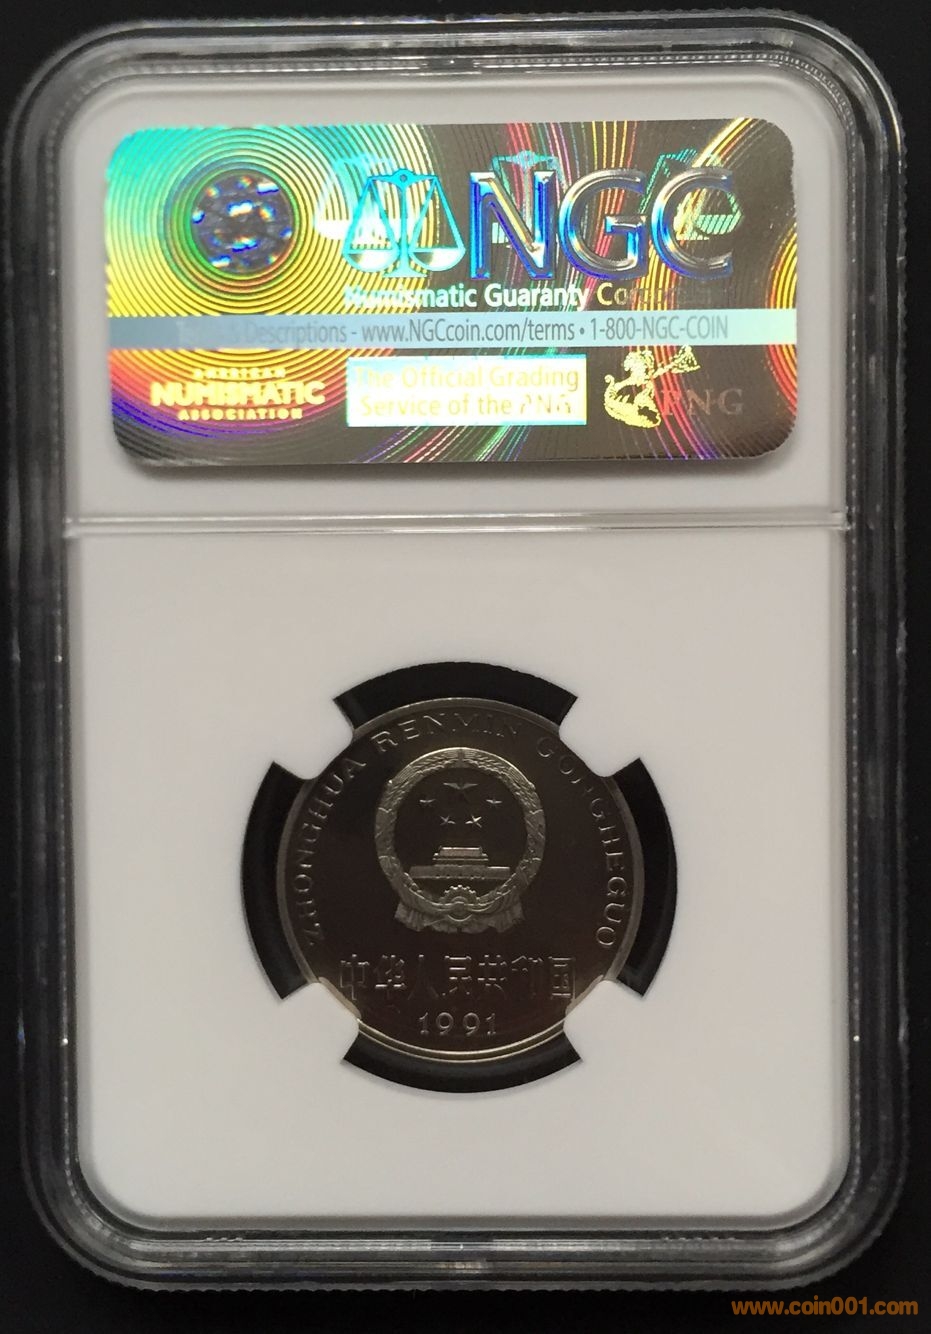 NGC
Numismatic Guaranty
Descriptions - www.NGCcoin.com/terms • 1-800-NGC-COIN
AMERICAN
NUMISMATIC
ASSOCIATION
The Official Grading
Service of the PNG
PNG
ZHONGHUA RENMIN GONGHEGUO
中华人民共和国
1991
www.coin001.com